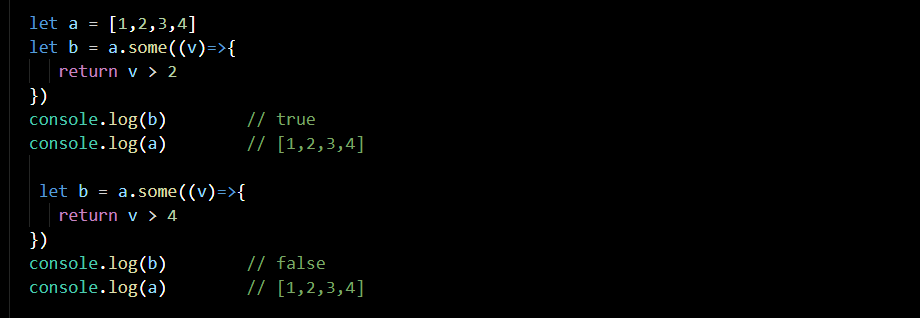 let a = [1,2,3,4]
let b = a.some((v)=>{
return v > 2
})
console.log(b) // true
console.log(a) // [1,2,3,4]
let b = a.some((v)=>{
return v > 4
})
console.log(b) // false
console.log(a) // [1,2,3,4]